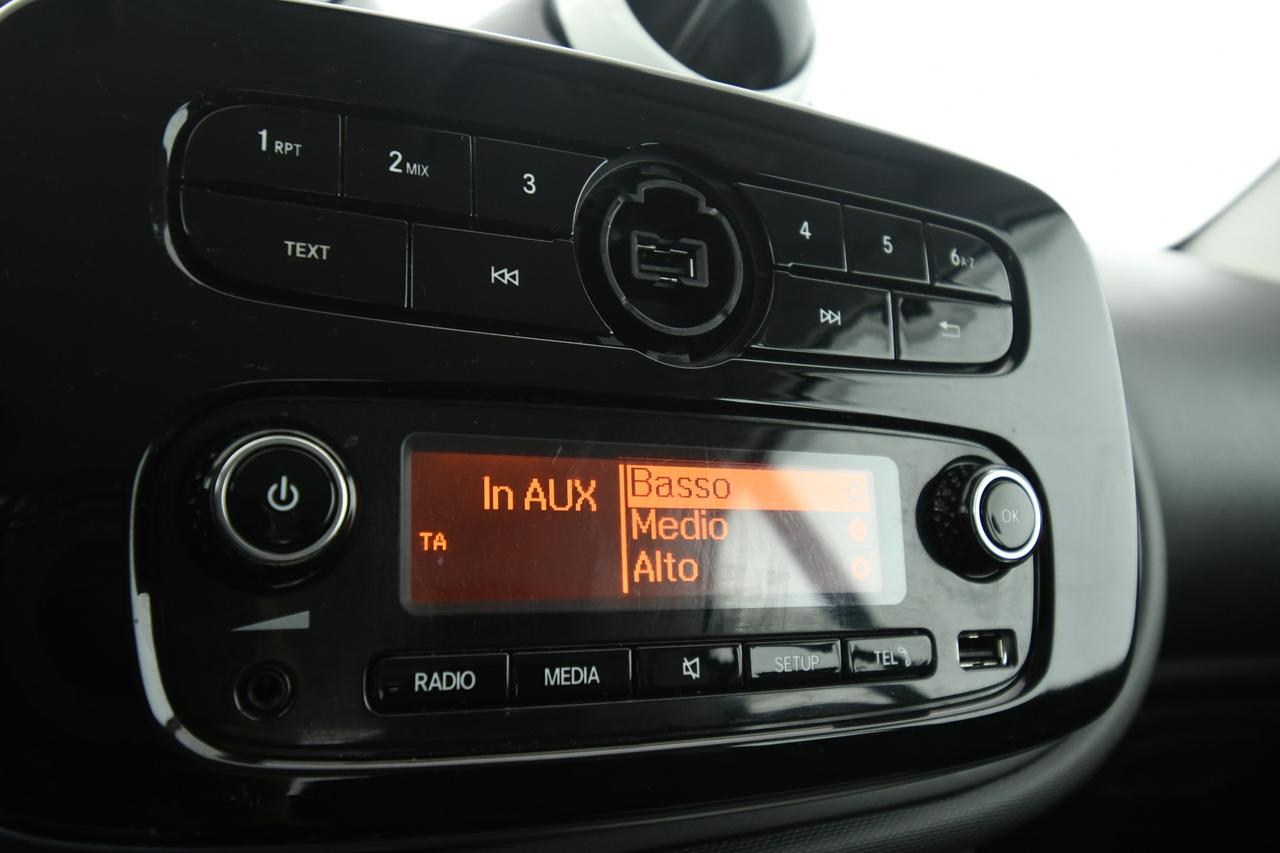 1 RPT
2 MIX
3
4
5
6 A-Z
TEXT
In AUX
TA
Basso
Medio
Alto
OK
RADIO
MEDIA
SETUP
TEL